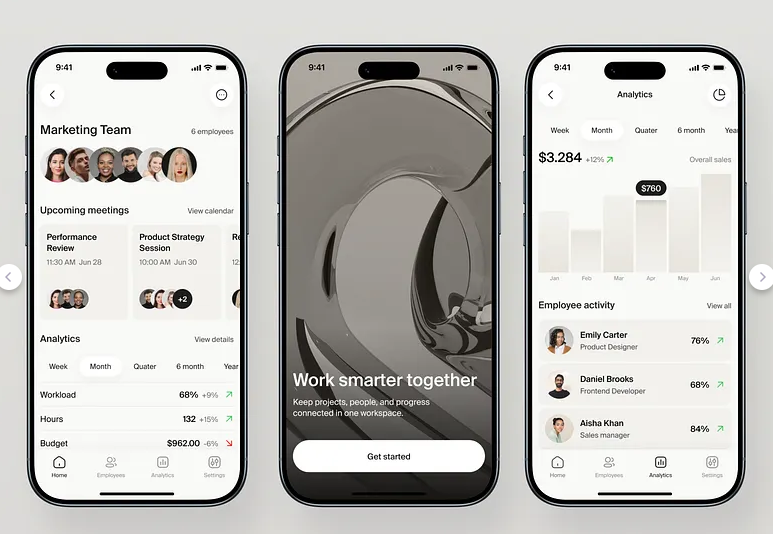 9:41
Marketing Team
6 employees
Upcoming meetings
View calendar
Performance
Review
11:30 AM Jun 28
Product Strategy
Session
10:00 AM Jun 30
+2
Re
12:
Analytics
View details
Week
Month
Quater
6 month
Year
Workload
68% +9%
Hours
132 +15%
Budget
$962.00 -6%
Home
Employees
Analytics
Settings
9:41
Work smarter together
Keep projects, people, and progress
connected in one workspace.
Get started
9:41
Analytics
Week
Month
Quater
6 month
Year
$3.284 +12%
Overall sales
$760
Jan
Feb
Mar
Apr
May
Jun
Employee activity
View all
Emily Carter
Product Designer
76%
Daniel Brooks
Frontend Developer
68%
Aisha Khan
Sales manager
84%
Home
Employees
Analytics
Settings